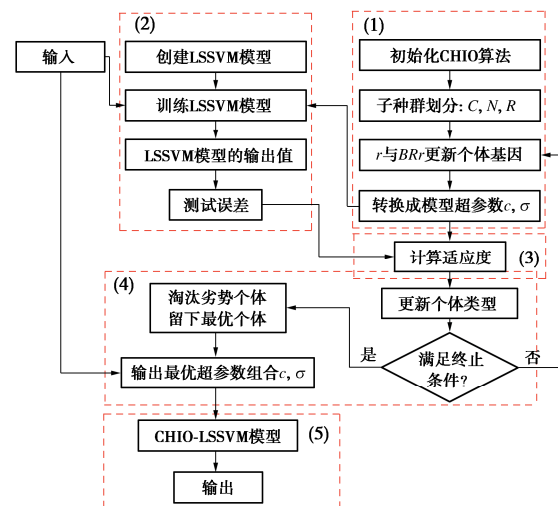 (2)
(1)
输入
创建LSSVM模型
初始化CHIO算法
训练LSSVM模型
子种群划分: C, N, R
LSSVM模型的输出值
r与BRr更新个体基因
测试误差
转换成模型超参数c, σ
计算适应度
(3)
(4)
淘汰劣势个体
留下最优个体
更新个体类型
是
满足终止
条件?
否
输出最优超参数组合c, σ
CHIO-LSSVM模型
(5)
输出